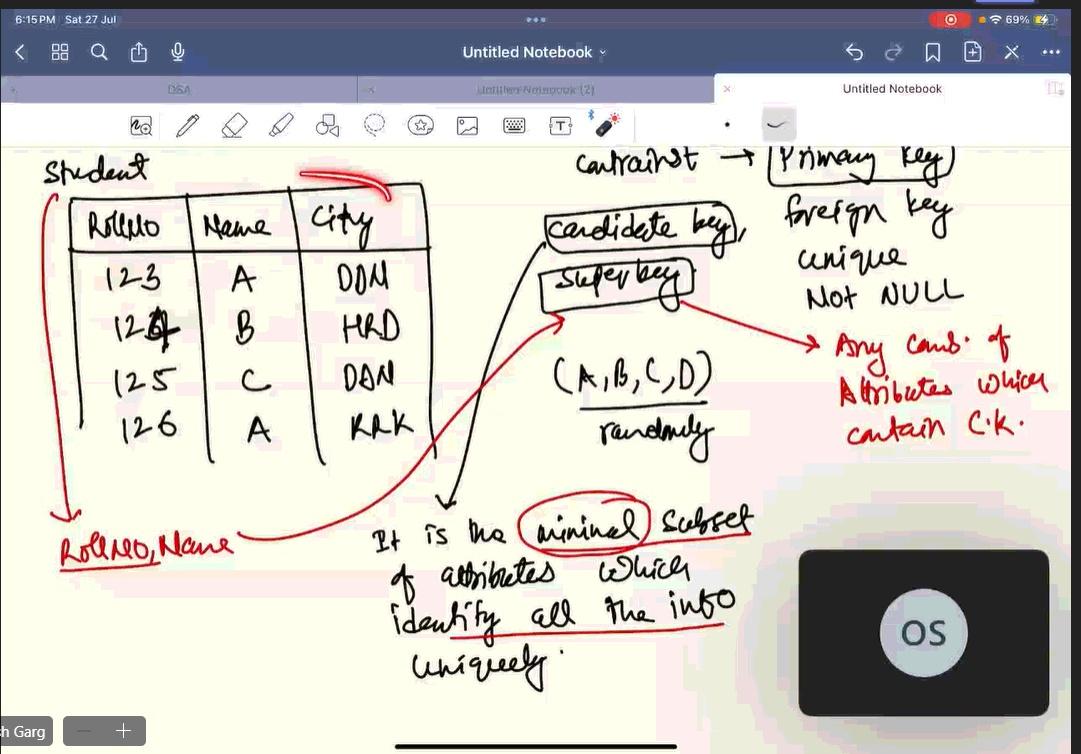 6:15 PM Sat 27 Jul
69%
Untitled Notebook
DSA
Untitled Notebook (2)
Untitled Notebook
Student
RollNo Name City
123 A DDN
124 B HRD
125 C DDN
126 A RRK
RollNo, Name
contrainst → Primary key
foreign key
unique
Not NULL
candidate key,
Super key
(A, B, C, D)
randomly
Any comb. of
Attributes which
contain C.K.
It is the minimal subset
of attributes which
identify all the info
uniquely.
OS
h Garg